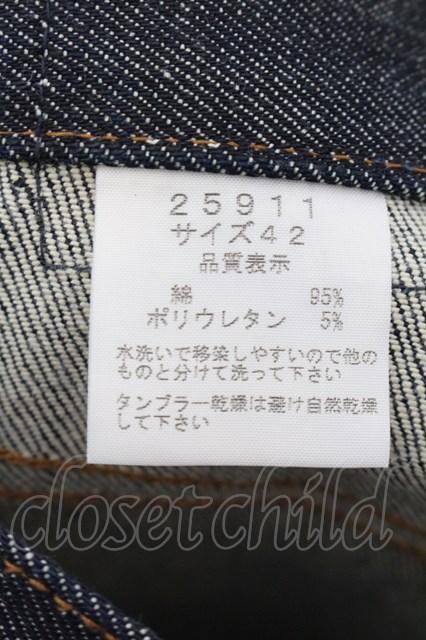 25911
サイズ42
品質表示
綿 95%
ポリウレタン 5%
水洗いで移染しやすいので他の
ものと分けて洗って下さい
タンブラー乾燥は避け自然乾燥
して下さい
closet child